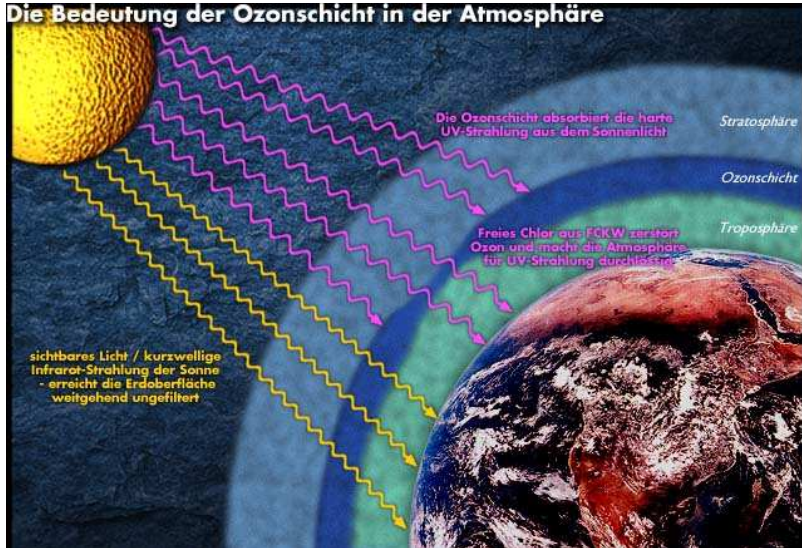 Die Bedeutung der Ozonschicht in der Atmosphäre
Die Ozonschicht absorbiert die harte
UV-Strahlung aus dem Sonnenlicht
Stratosphäre
Ozonschicht
Troposphäre
Freies Chlor aus FCKW zerstört
Ozon und macht die Atmosphäre
für UV-Strahlung durchlässig
sichtbares Licht / kurzwellige
Infrarot-Strahlung der Sonne
- erreicht die Erdoberfläche
weitgehend ungefiltert